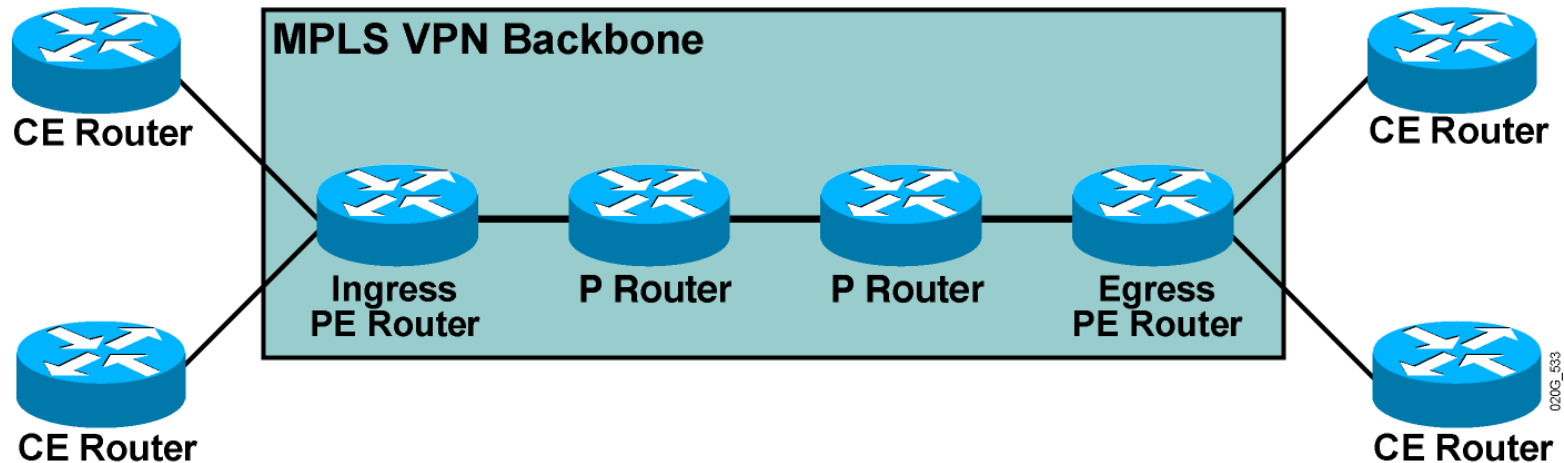 MPLS VPN Backbone
CE Router
CE Router
Ingress
PE Router
P Router
P Router
Egress
PE Router
CE Router
CE Router
020G_533